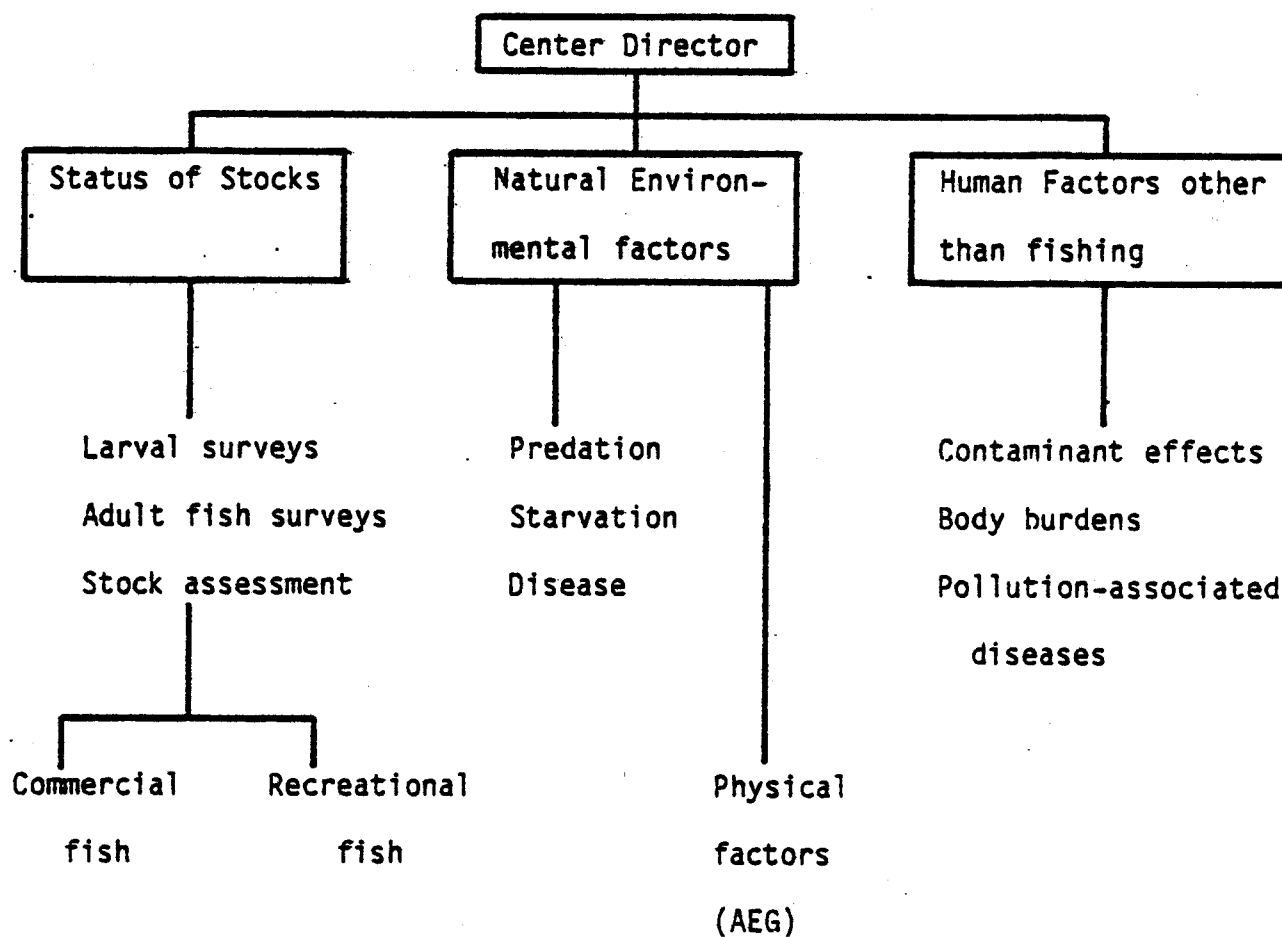 Center Director
Status of Stocks
Natural Environ-
mental factors
Human Factors other
than fishing
Larval surveys
Adult fish surveys
Stock assessment
Predation
Starvation
Disease
Contaminant effects
Body burdens
Pollution-associated
diseases
Commercial
fish
Recreational
fish
Physical
factors
(AEG)